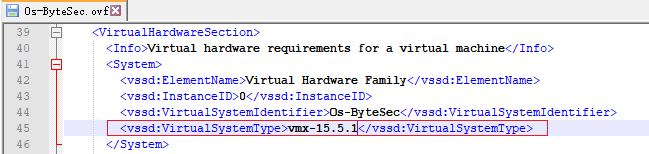 Os-ByteSec.ovf
39 <VirtualHardwareSection>
40 <Info>Virtual hardware requirements for a virtual machine</Info>
41 <System>
42 <vssd:ElementName>Virtual Hardware Family</vssd:ElementName>
43 <vssd:InstanceID>0</vssd:InstanceID>
44 <vssd:VirtualSystemIdentifier>Os-ByteSec</vssd:VirtualSystemIdentifier>
45 <vssd:VirtualSystemType>vmx-15.5.1</vssd:VirtualSystemType>
46 </System>